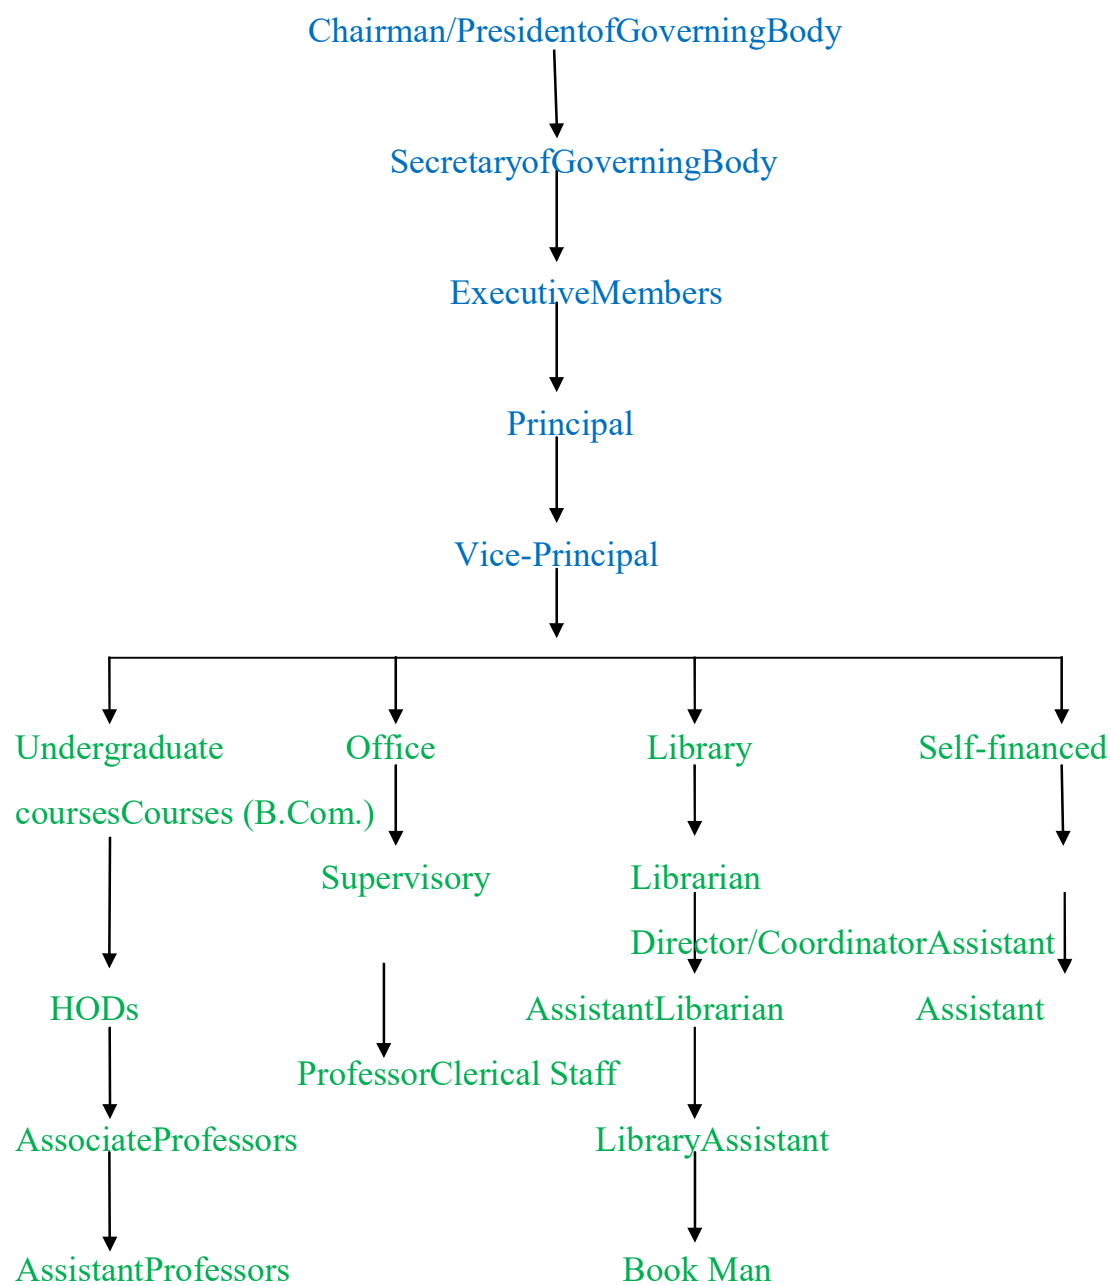 Chairman/PresidentofGoverningBody
SecretaryofGoverningBody
ExecutiveMembers
Principal
Vice-Principal
Undergraduate Office Library Self-financed
coursesCourses (B.Com.)
Supervisory Librarian
Director/CoordinatorAssistant
HODs AssistantLibrarian Assistant
ProfessorClerical Staff
AssociateProfessors LibraryAssistant
AssistantProfessors Book Man